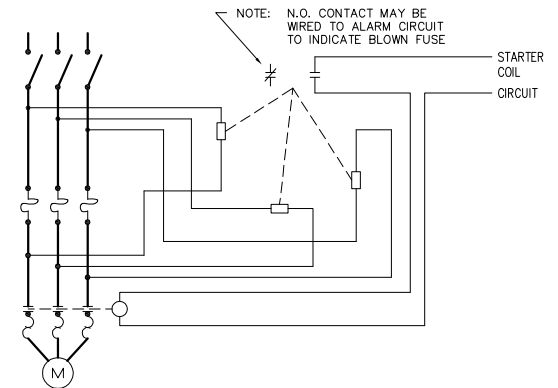 NOTE: N.O. CONTACT MAY BE
WIRED TO ALARM CIRCUIT
TO INDICATE BLOWN FUSE
STARTER
COIL
CIRCUIT
M